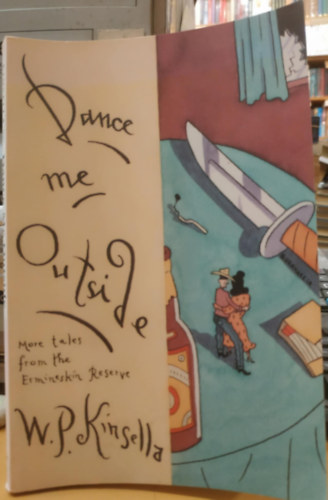 Dance
me
Outside
More tales
from the
Ermineskin Reserve
W.P. Kinsella